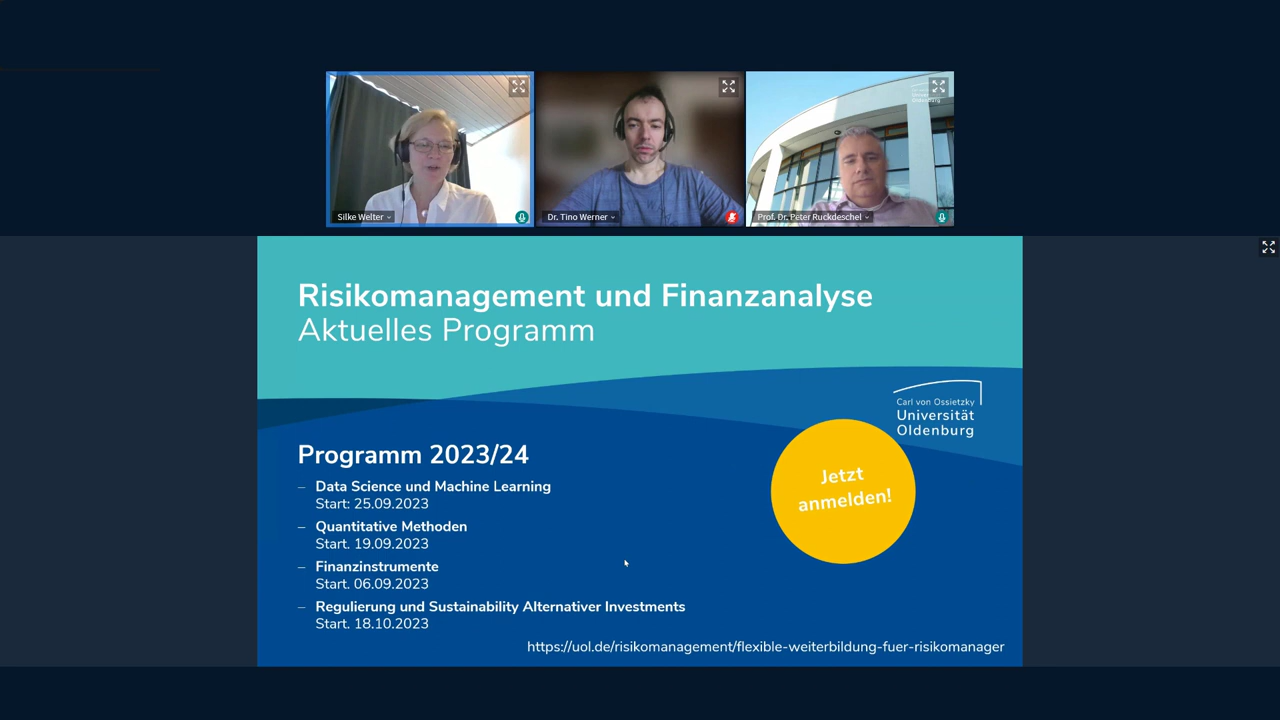 Silke Welter
Dr. Tino Werner
Prof. Dr. Peter Ruckdeschel
Universität
Oldenburg
Risikomanagement und Finanzanalyse
Aktuelles Programm
Carl von Ossietzky
Universität
Oldenburg
Programm 2023/24
Jetzt
anmelden!
– Data Science und Machine Learning
Start: 25.09.2023
– Quantitative Methoden
Start. 19.09.2023
– Finanzinstrumente
Start. 06.09.2023
– Regulierung und Sustainability Alternativer Investments
Start. 18.10.2023
https://uol.de/risikomanagement/flexible-weiterbildung-fuer-risikomanager